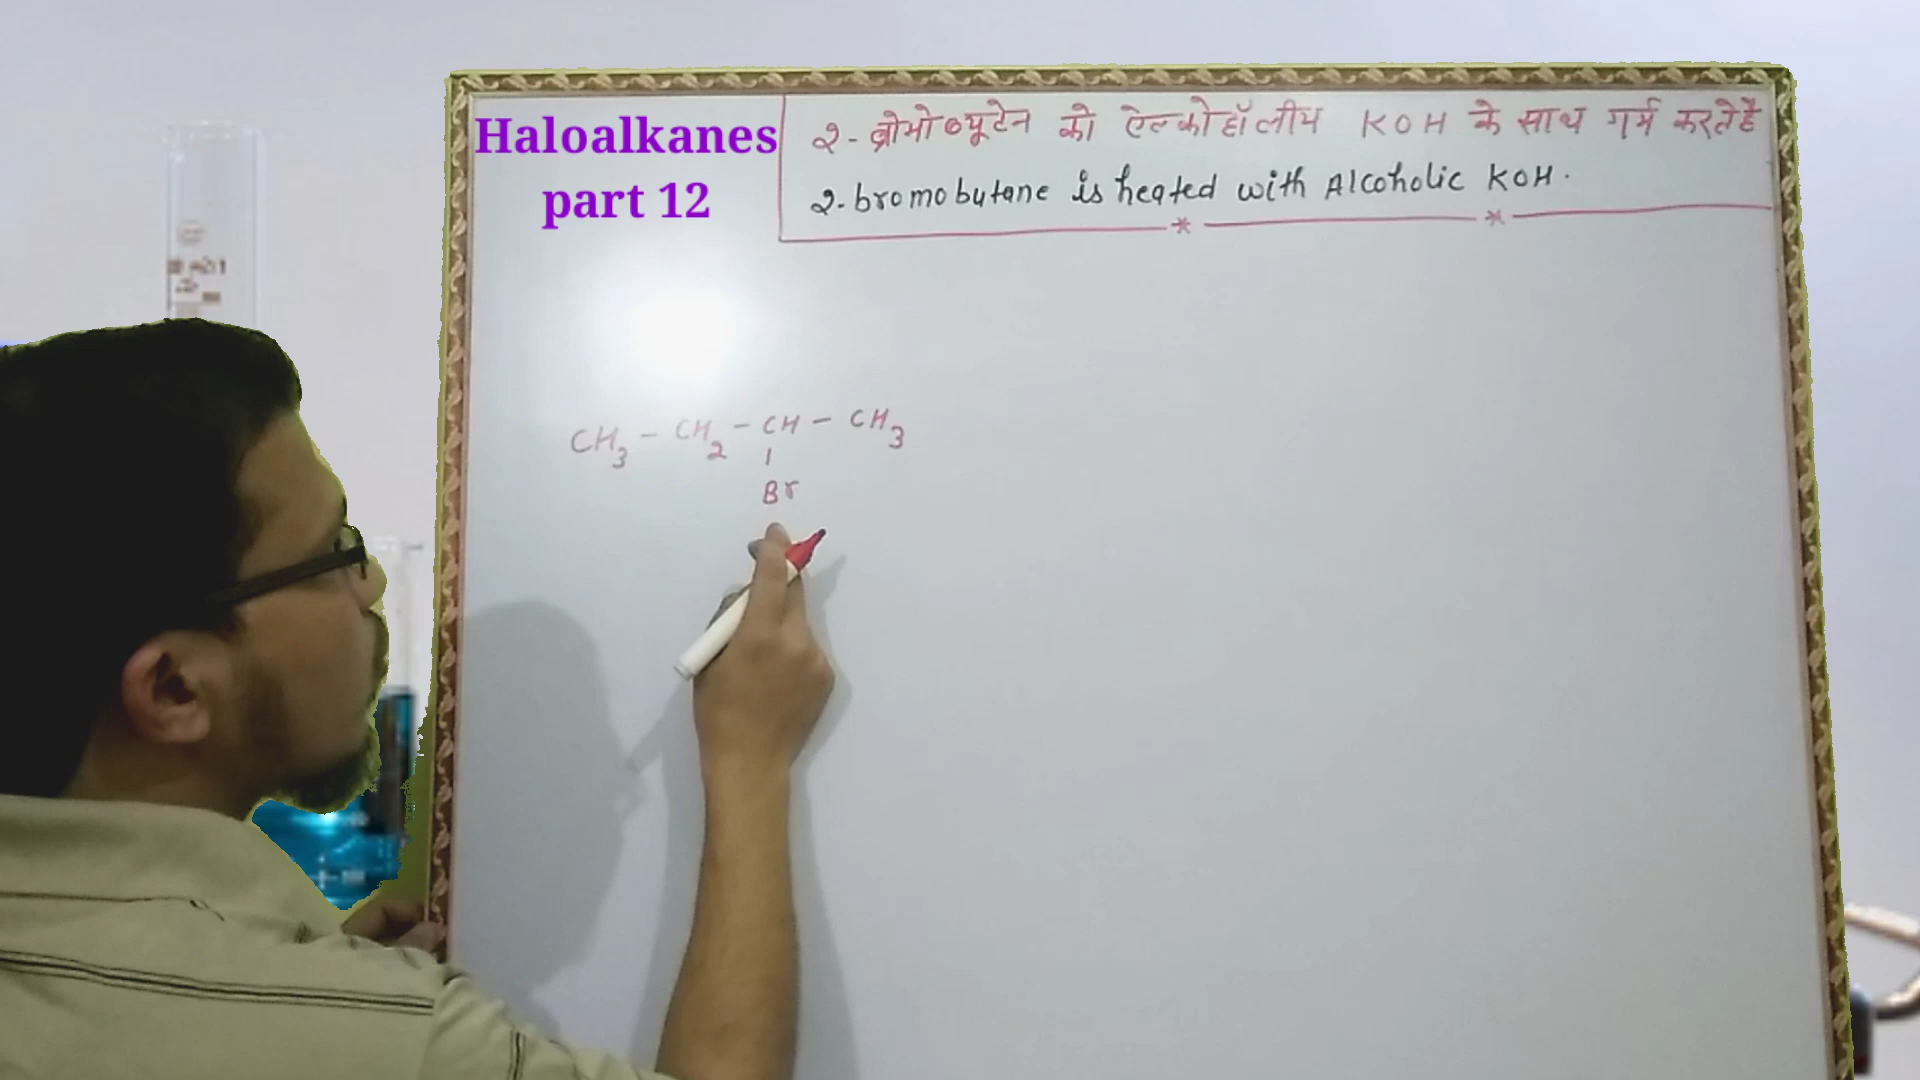 Haloalkanes
part 12
२-ब्रोमोब्यूटेन को ऐल्कोहॉलीय KOH के साथ गर्म करते है
2-bromobutane is heated with Alcoholic KOH.
CH3 - CH2 - CH - CH3
|
Br